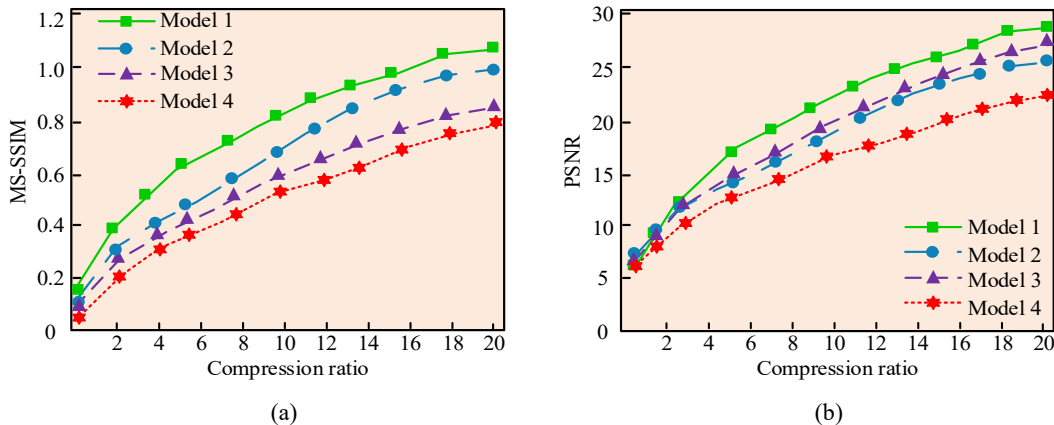 1.2
1.0
0.8
0.6
0.4
0.2
0
MS-SSIM
Model 1
Model 2
Model 3
Model 4
2 4 6 8 10 12 14 16 18 20
Compression ratio
(a)
30
25
20
15
10
5
0
PSNR
Model 1
Model 2
Model 3
Model 4
0 2 4 6 8 10 12 14 16 18 20
Compression ratio
(b)